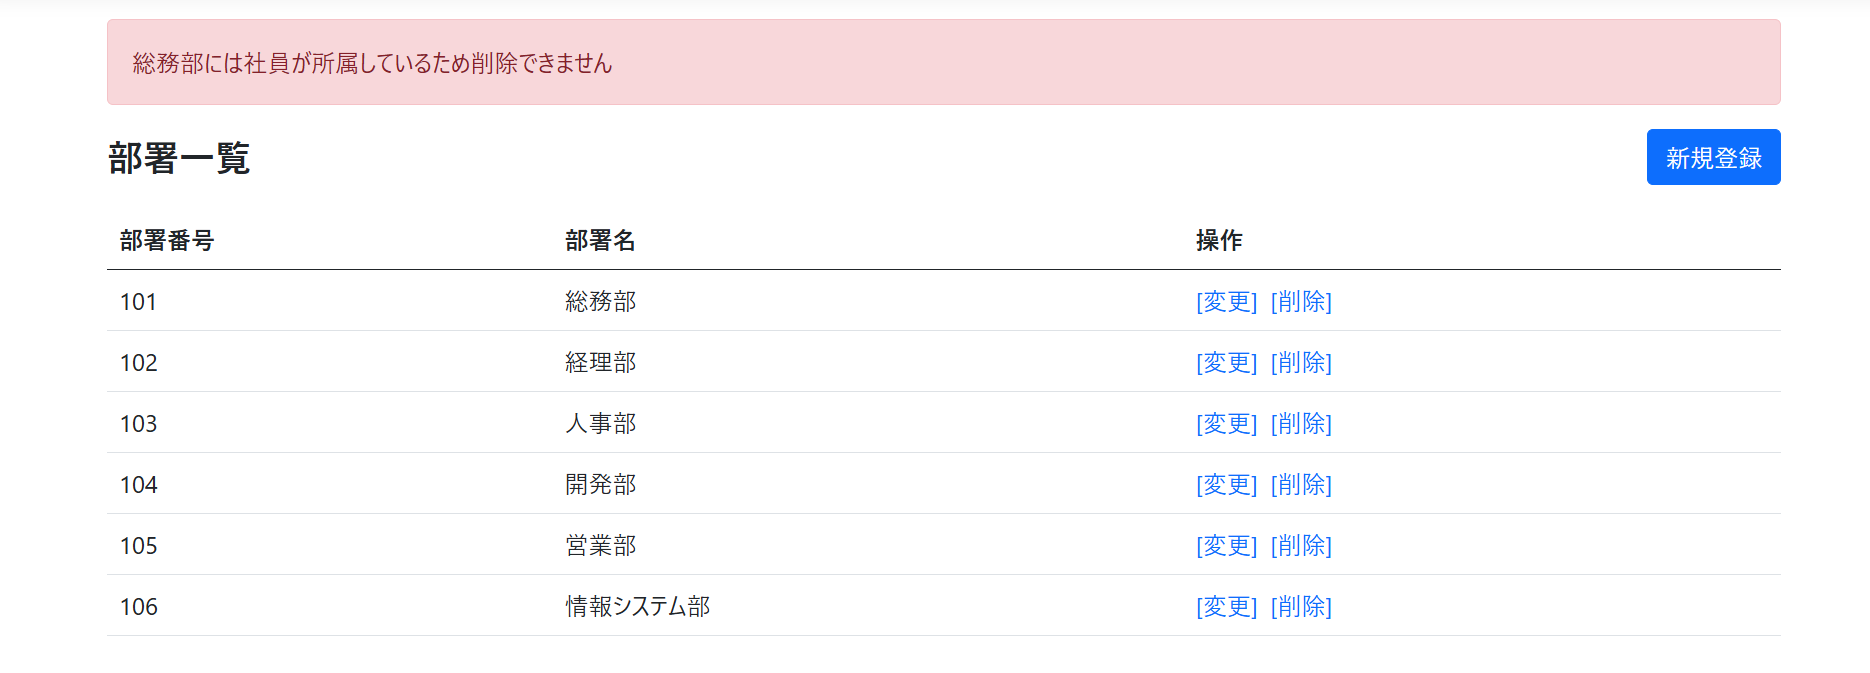 総務部には社員が所属しているため削除できません
部署一覧 新規登録
部署番号 部署名 操作
101 総務部 [変更] [削除]
102 経理部 [変更] [削除]
103 人事部 [変更] [削除]
104 開発部 [変更] [削除]
105 営業部 [変更] [削除]
106 情報システム部 [変更] [削除]